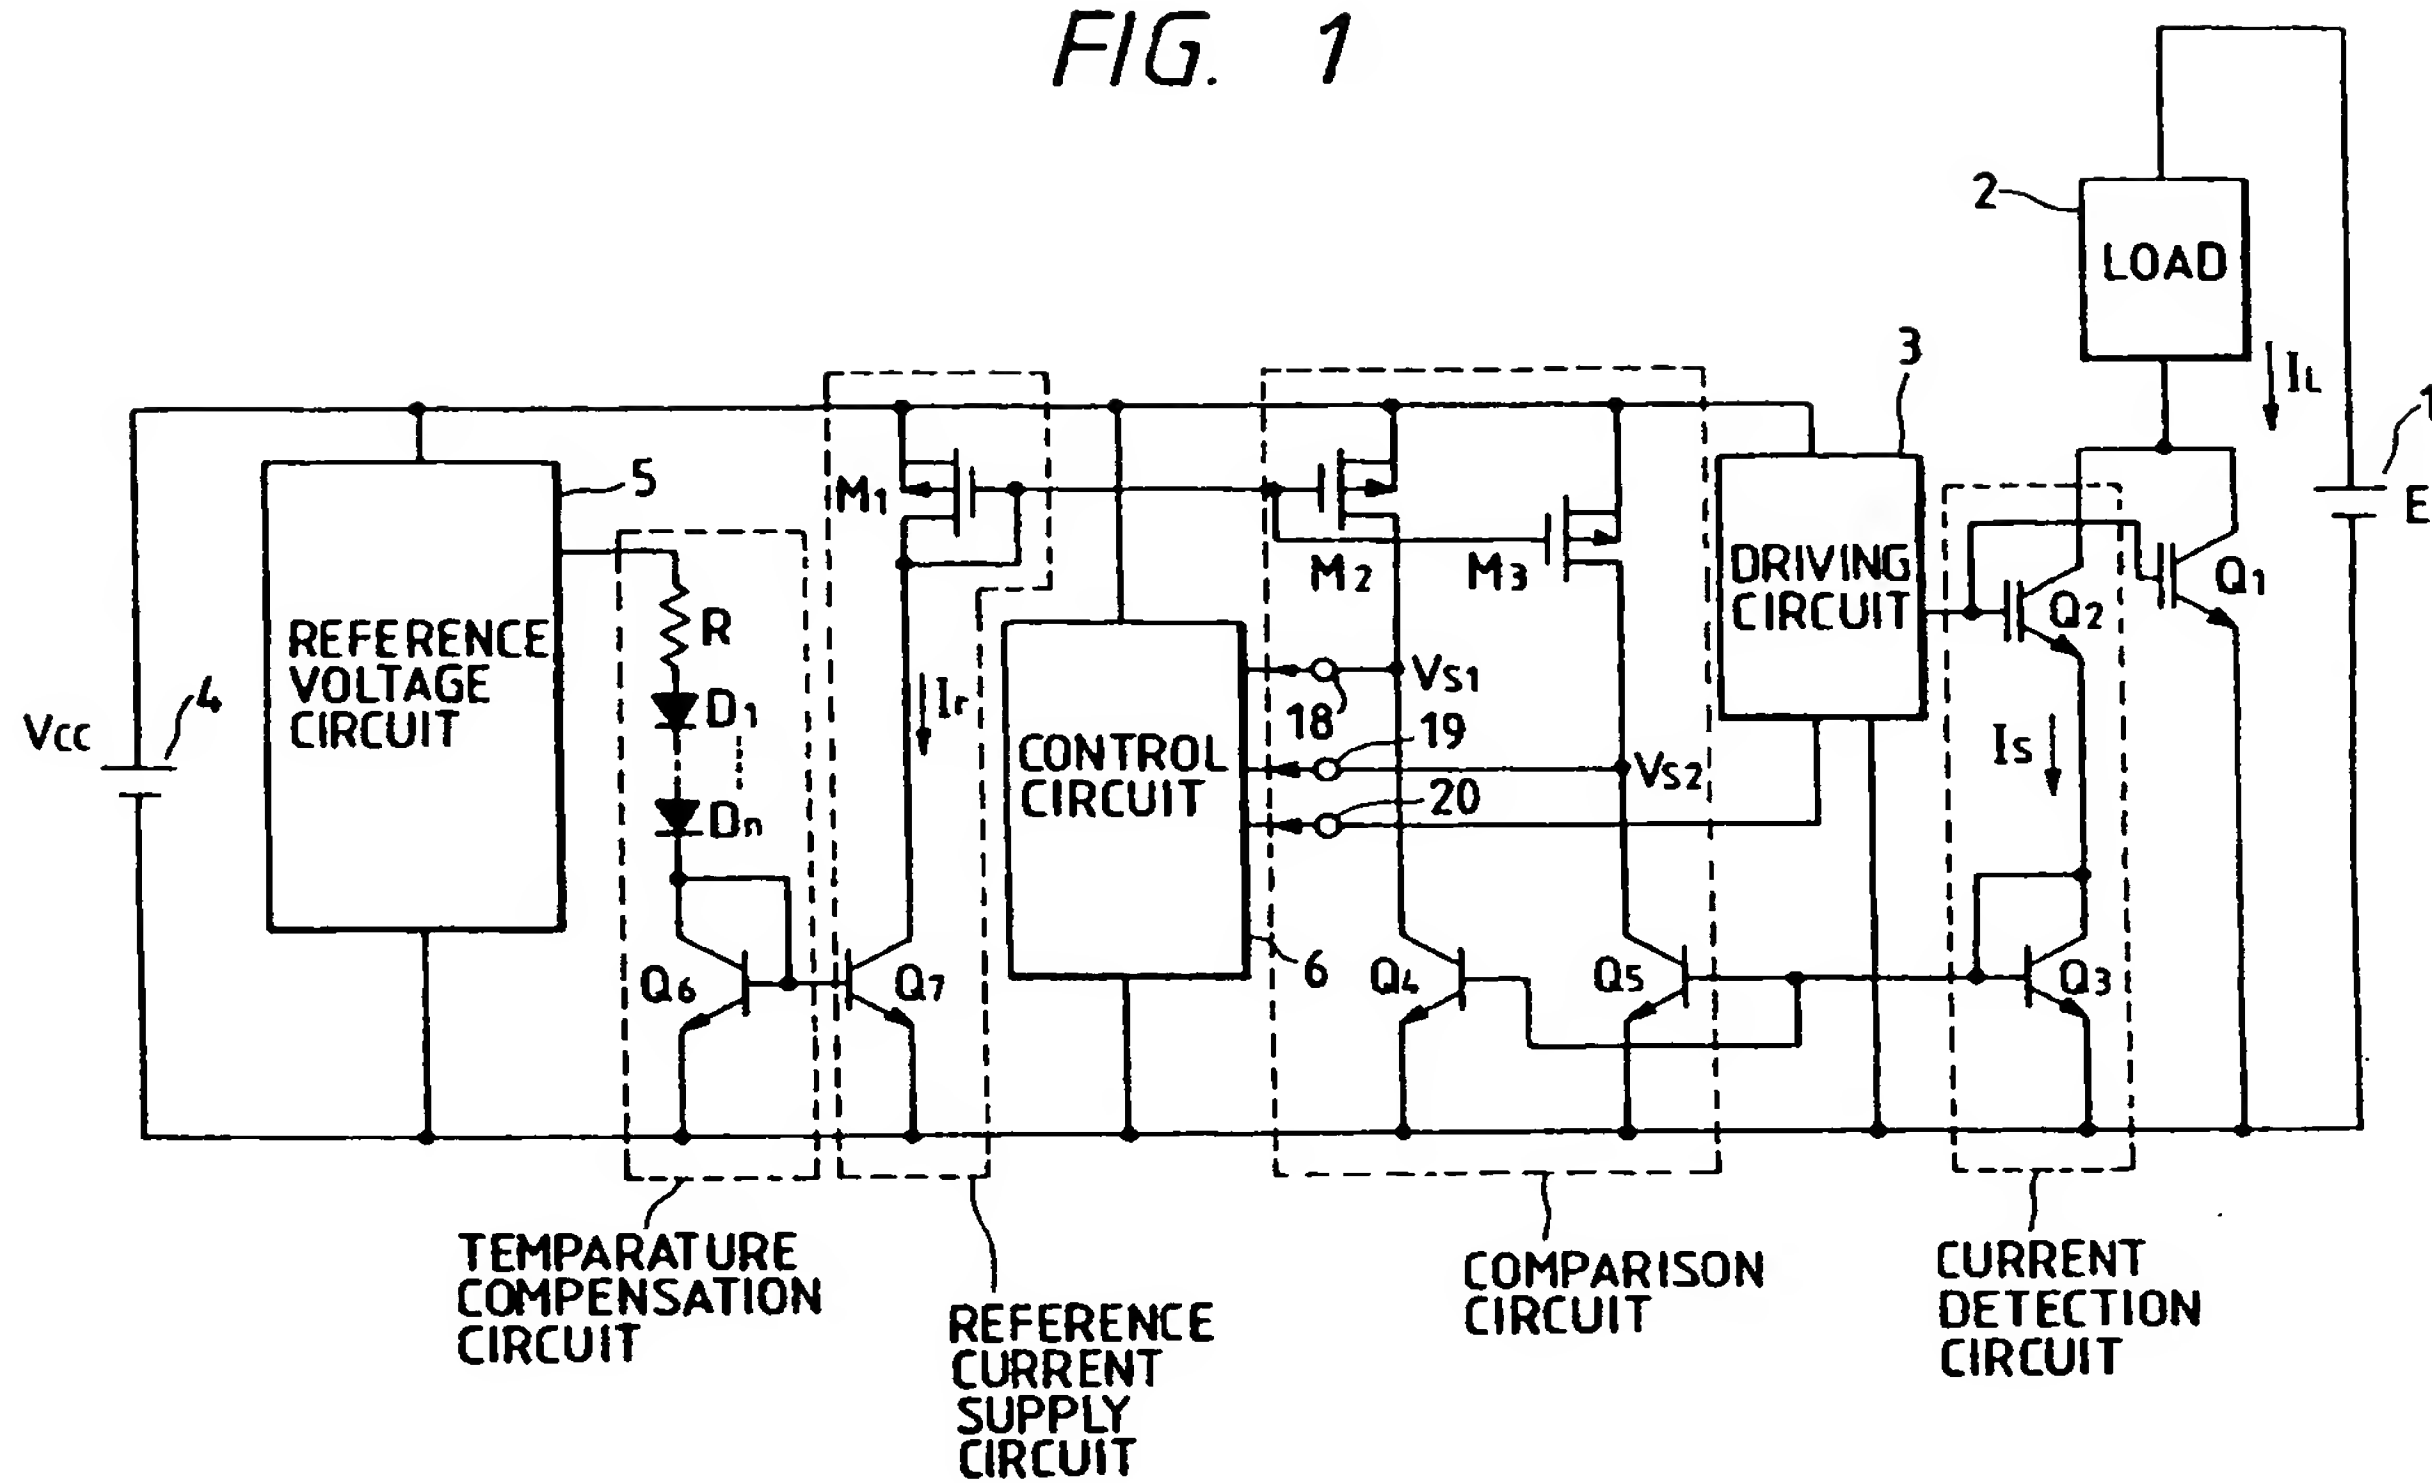 FIG. 1
2
LOAD
3
IL
1
E
5
M1
M2
M3
DRIVING
CIRCUIT
Q2
Q1
REFERENCE
VOLTAGE
CIRCUIT
R
D1
Dn
Ir
VCC
4
CONTROL
CIRCUIT
VS1
18
19
VS2
20
IS
6
Q6
Q7
Q4
Q5
Q3
TEMPARATURE
COMPENSATION
CIRCUIT
REFERENCE
CURRENT
SUPPLY
CIRCUIT
COMPARISON
CIRCUIT
CURRENT
DETECTION
CIRCUIT